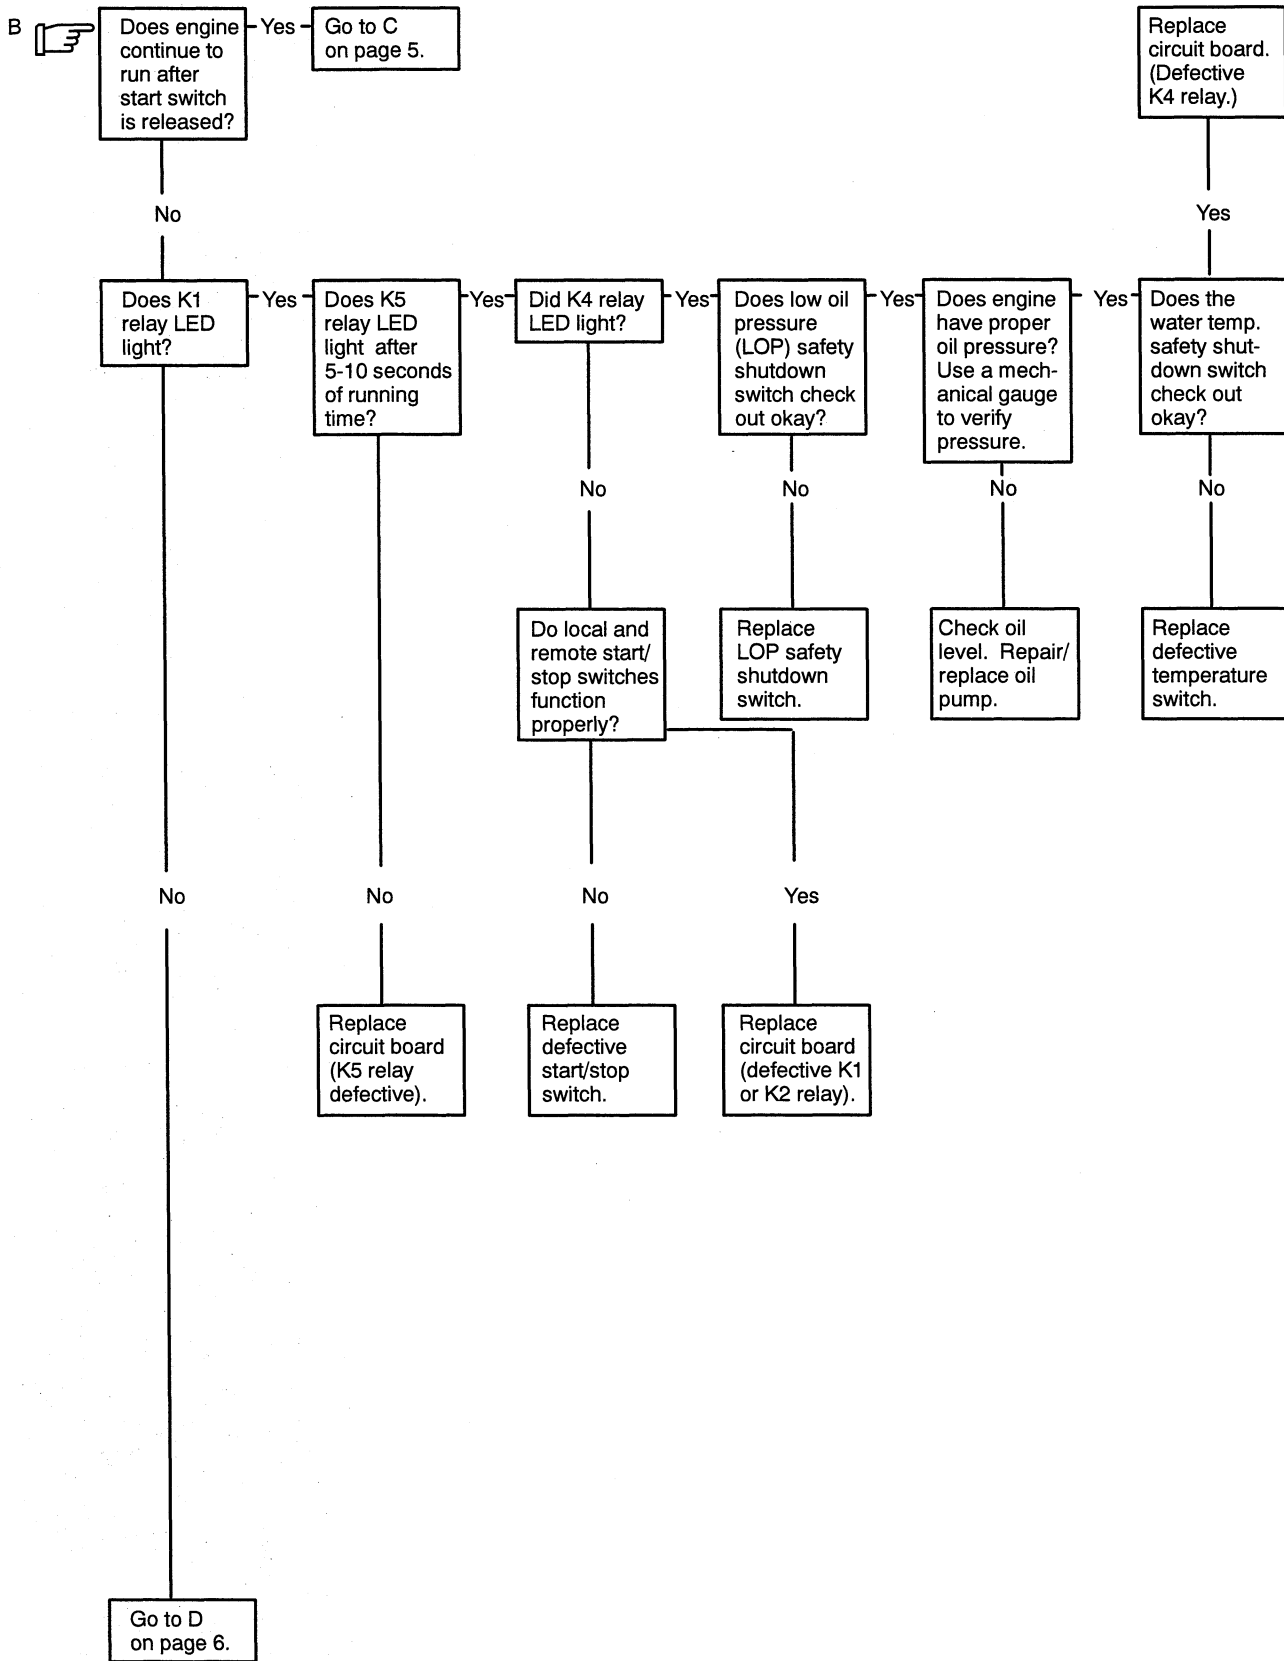 B
Does engine
continue to
run after
start switch
is released?
Yes
Go to C
on page 5.
Replace
circuit board.
(Defective
K4 relay.)
No
Yes
Does K1
relay LED
light?
Yes
Does K5
relay LED
light after
5-10 seconds
of running
time?
Yes
Did K4 relay
LED light?
Yes
Does low oil
pressure
(LOP) safety
shutdown
switch check
out okay?
Yes
Does engine
have proper
oil pressure?
Use a mech-
anical gauge
to verify
pressure.
Yes
Does the
water temp.
safety shut-
down switch
check out
okay?
No
No
No
No
Do local and
remote start/
stop switches
function
properly?
Replace
LOP safety
shutdown
switch.
Check oil
level. Repair/
replace oil
pump.
Replace
defective
temperature
switch.
No
No
No
Yes
Replace
circuit board
(K5 relay
defective).
Replace
defective
start/stop
switch.
Replace
circuit board
(defective K1
or K2 relay).
Go to D
on page 6.